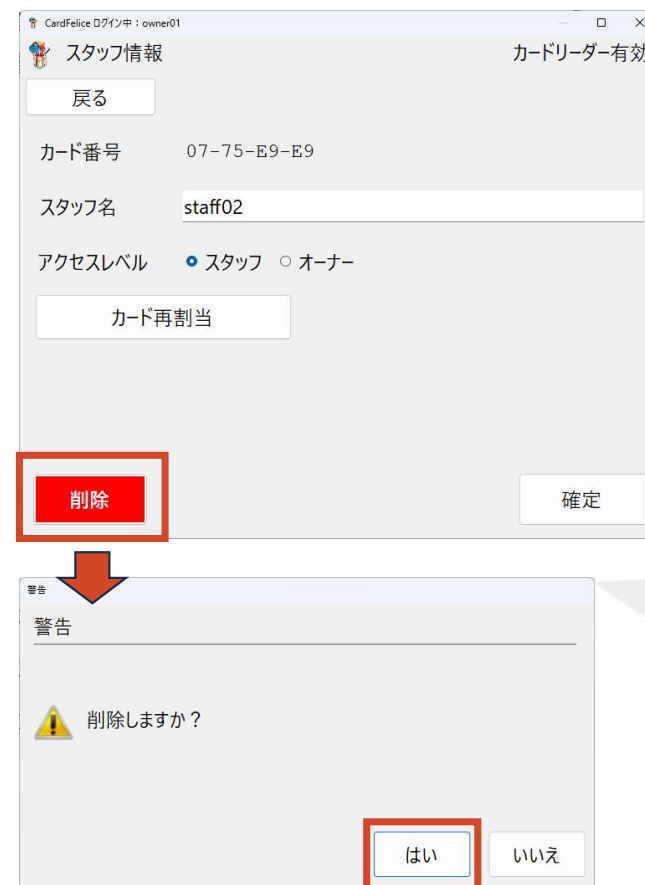 CardFelice ログイン中：owner01
スタッフ情報 カードリーダー有効
戻る
カード番号 07-75-E9-E9
スタッフ名 staff02
アクセスレベル スタッフ オーナー
カード再割当
削除 確定
警告
警告
削除しますか？
はい いいえ